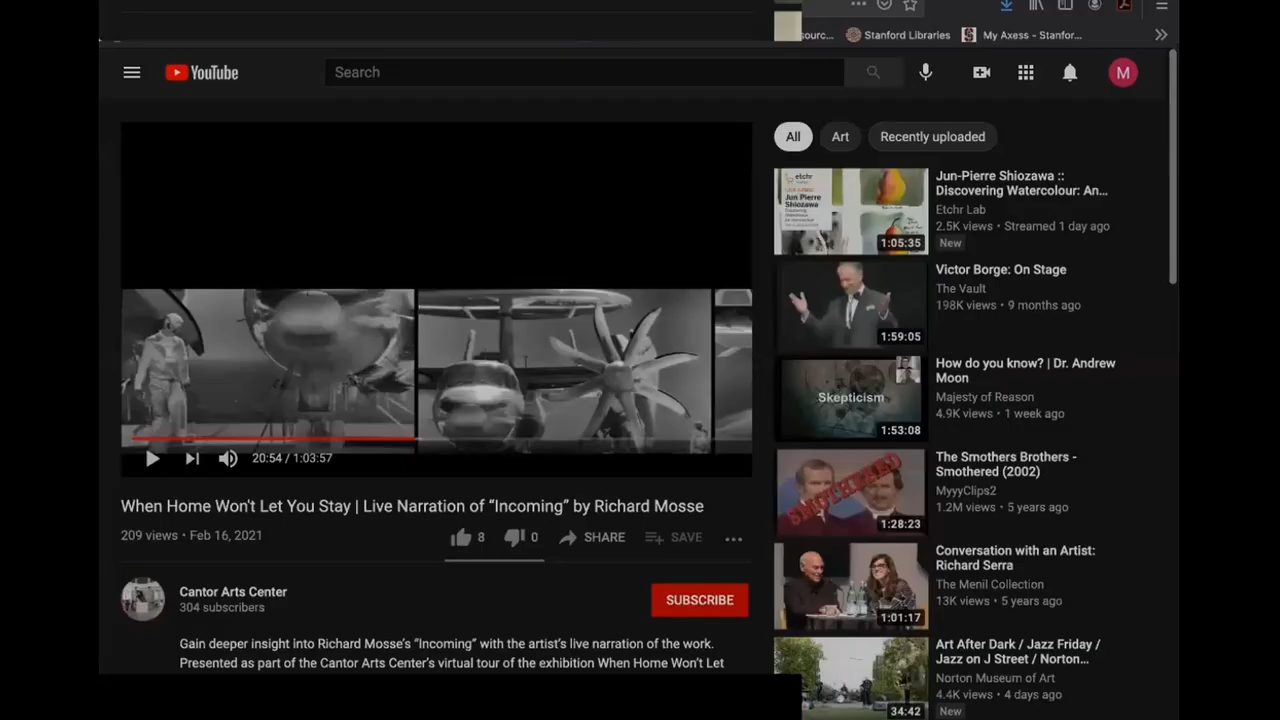 sourc...
Stanford Libraries
My Axess - Stanfor...
YouTube
Search
M
All
Art
Recently uploaded
etchr
Jun Pierre
Shiozawa
1:05:35
Jun-Pierre Shiozawa ::
Discovering Watercolour: An...
Etchr Lab
2.5K views • Streamed 1 day ago
New
1:59:05
Victor Borge: On Stage
The Vault
198K views • 9 months ago
Skepticism
1:53:08
How do you know? | Dr. Andrew
Moon
Majesty of Reason
4.9K views • 1 week ago
20:54 / 1:03:57
SMOTHERED
1:28:23
The Smothers Brothers -
Smothered (2002)
MyyyClips2
1.2M views • 5 years ago
When Home Won't Let You Stay | Live Narration of “Incoming” by Richard Mosse
209 views • Feb 16, 2021
8
0
SHARE
SAVE
1:01:17
Conversation with an Artist:
Richard Serra
The Menil Collection
13K views • 5 years ago
Cantor Arts Center
304 subscribers
SUBSCRIBE
Gain deeper insight into Richard Mosse's “Incoming” with the artist's live narration of the work.
Presented as part of the Cantor Arts Center's virtual tour of the exhibition When Home Won't Let
34:42
Art After Dark / Jazz Friday /
Jazz on J Street / Norton...
Norton Museum of Art
4.4K views • 4 days ago
New